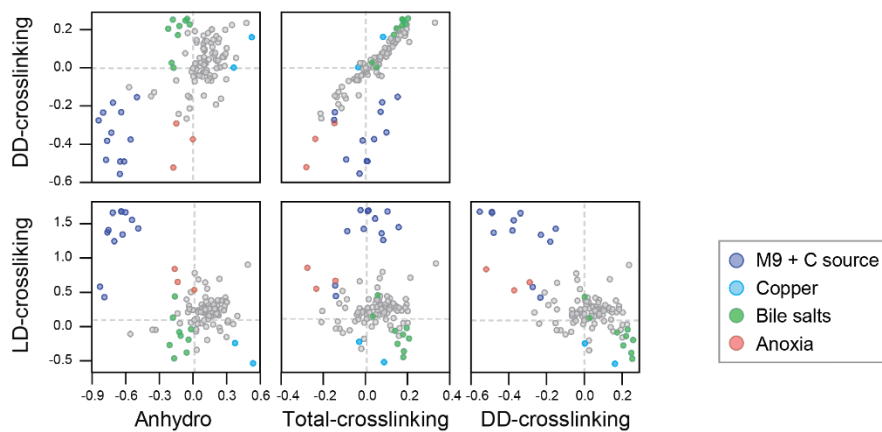 DD-crosslinking
0.2
0.0
-0.2
-0.4
-0.6
LD-crossliking
1.5
1.0
0.5
0.0
-0.5
-0.9 -0.6 -0.3 0.0 0.3 0.6
Anhydro
-0.4 -0.2 0.0 0.2 0.4
Total-crosslinking
-0.6 -0.4 -0.2 0.0 0.2
DD-crosslinking
M9 + C source
Copper
Bile salts
Anoxia